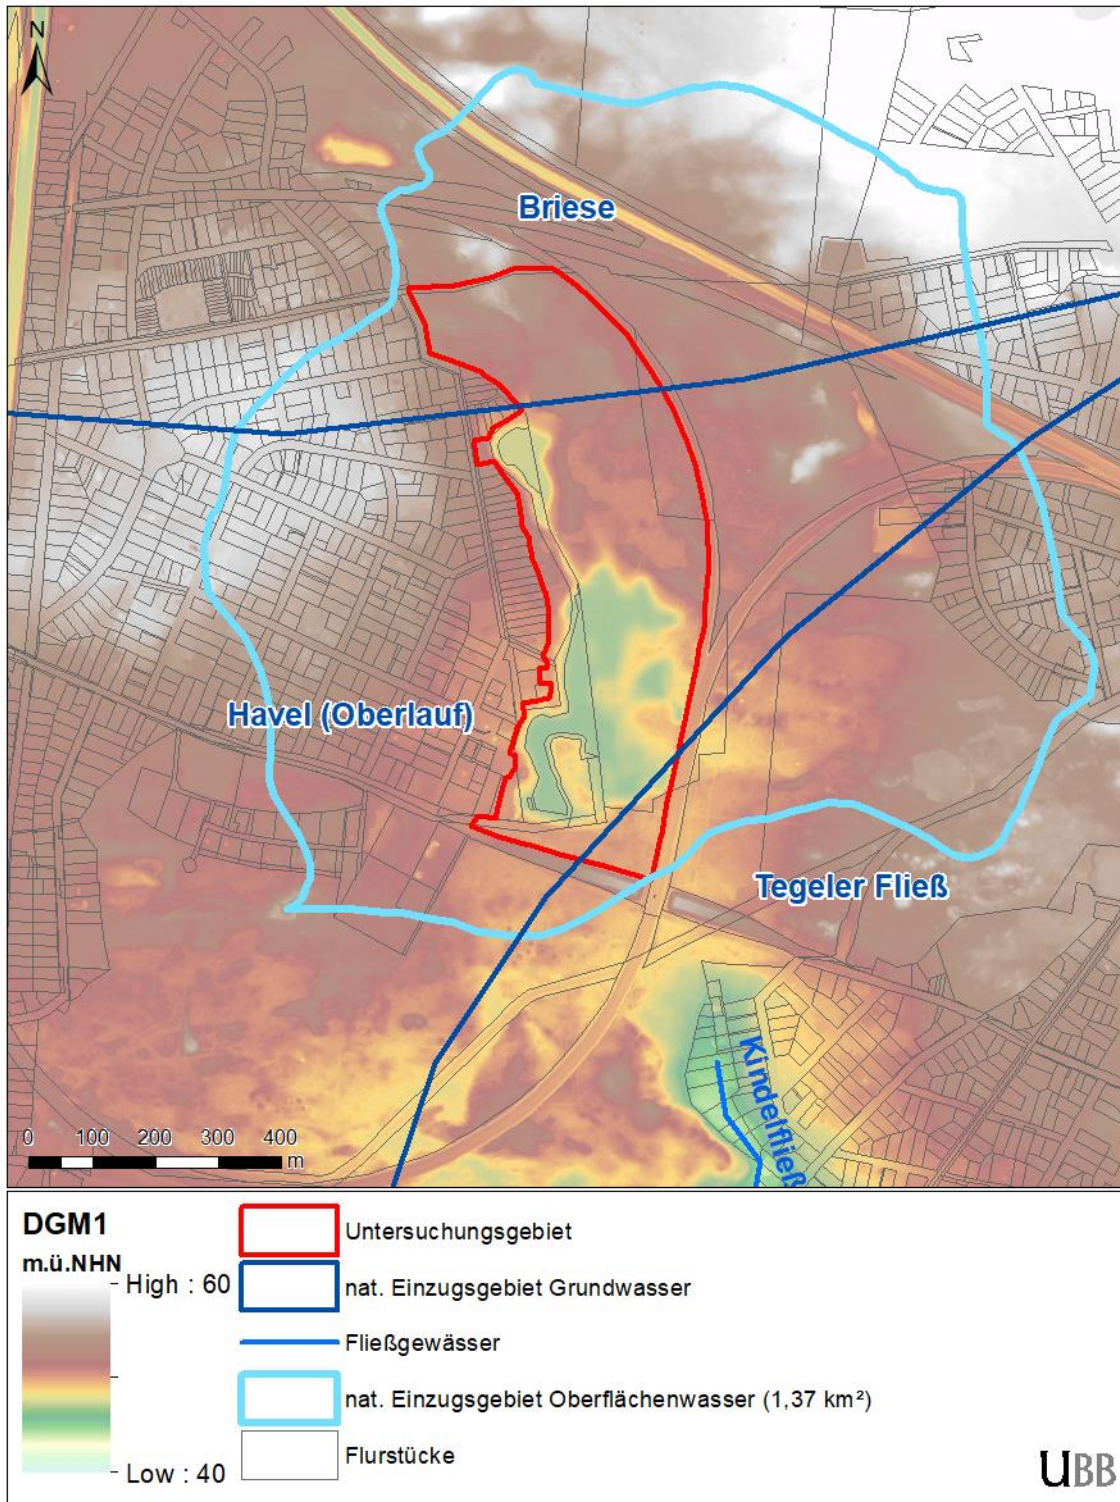 N
Briese
Havel (Oberlauf)
Tegeler Fließ
Kindelfließ
0 100 200 300 400
m
DGM1
m.ü.NHN
High : 60
Low : 40
Untersuchungsgebiet
nat. Einzugsgebiet Grundwasser
Fließgewässer
nat. Einzugsgebiet Oberflächenwasser (1,37 km²)
Flurstücke
UBB